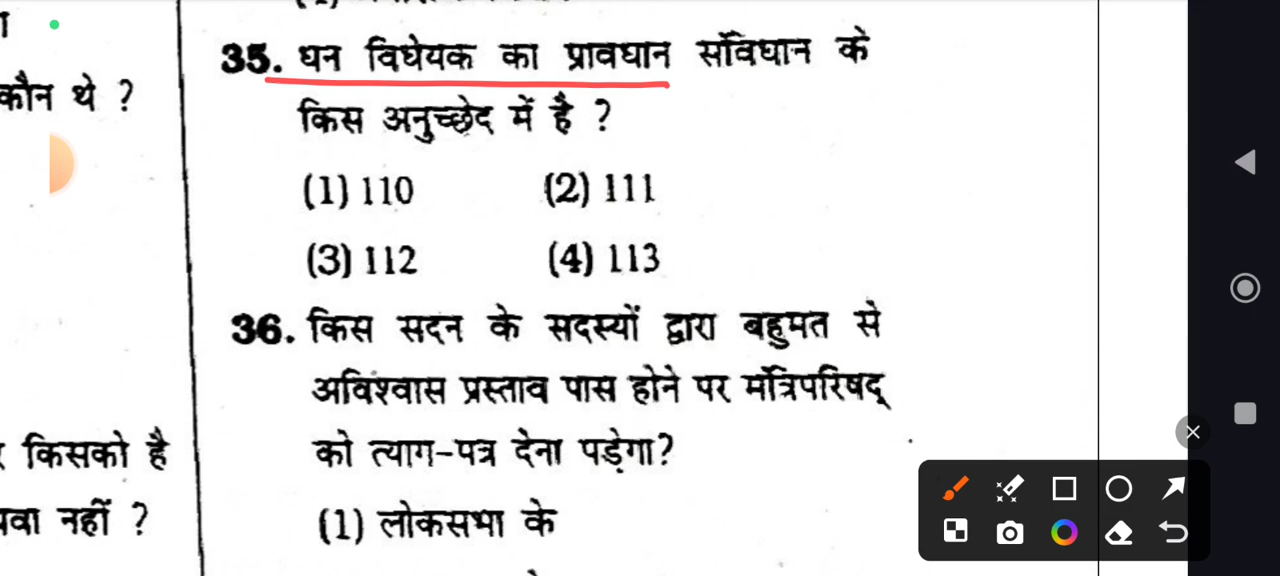 कौन थे ?
किसको है
नहीं ?
35. धन विधेयक का प्रावधान संविधान के
किस अनुच्छेद में है ?
(1) 110 (2) 111
(3) 112 (4) 113
36. किस सदन के सदस्यों द्वारा बहुमत से
अविश्वास प्रस्ताव पास होने पर मंत्रिपरिषद्
को त्याग-पत्र देना पड़ेगा?
(1) लोकसभा के